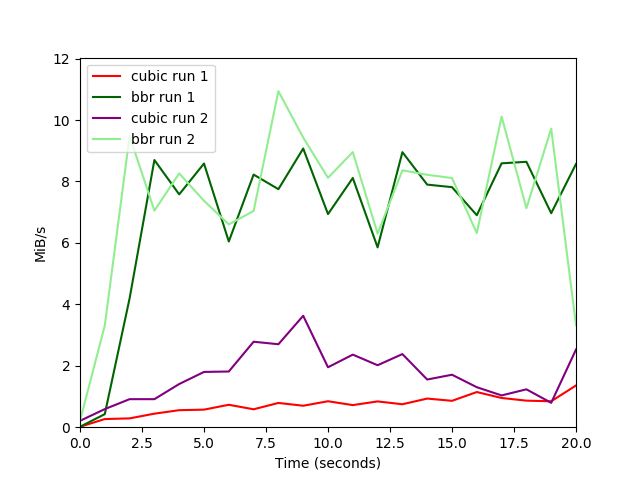 cubic run 1
bbr run 1
cubic run 2
bbr run 2
12
10
8
6
4
2
0
MiB/s
0.0 2.5 5.0 7.5 10.0 12.5 15.0 17.5 20.0
Time (seconds)